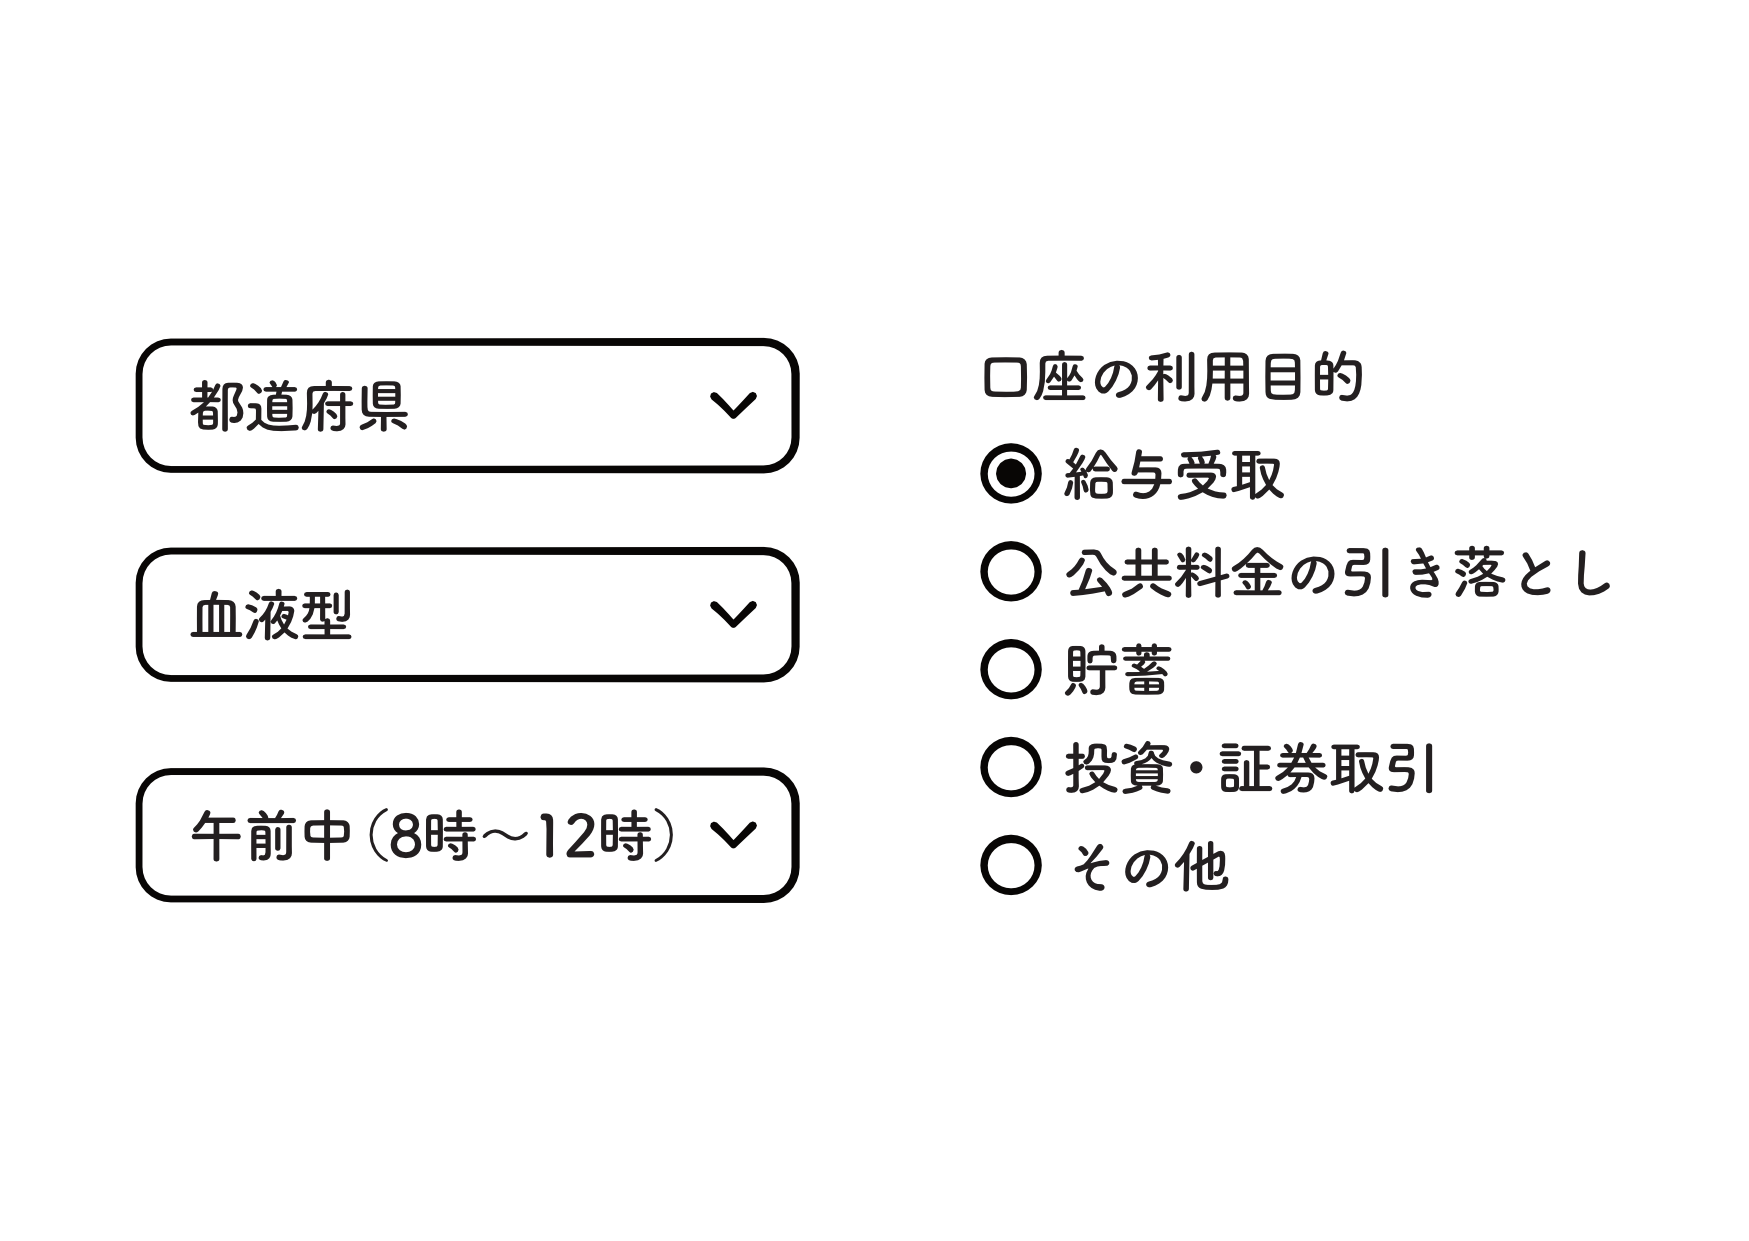 都道府県
血液型
午前中(8時〜12時)
口座の利用目的
給与受取
公共料金の引き落とし
貯蓄
投資・証券取引
その他